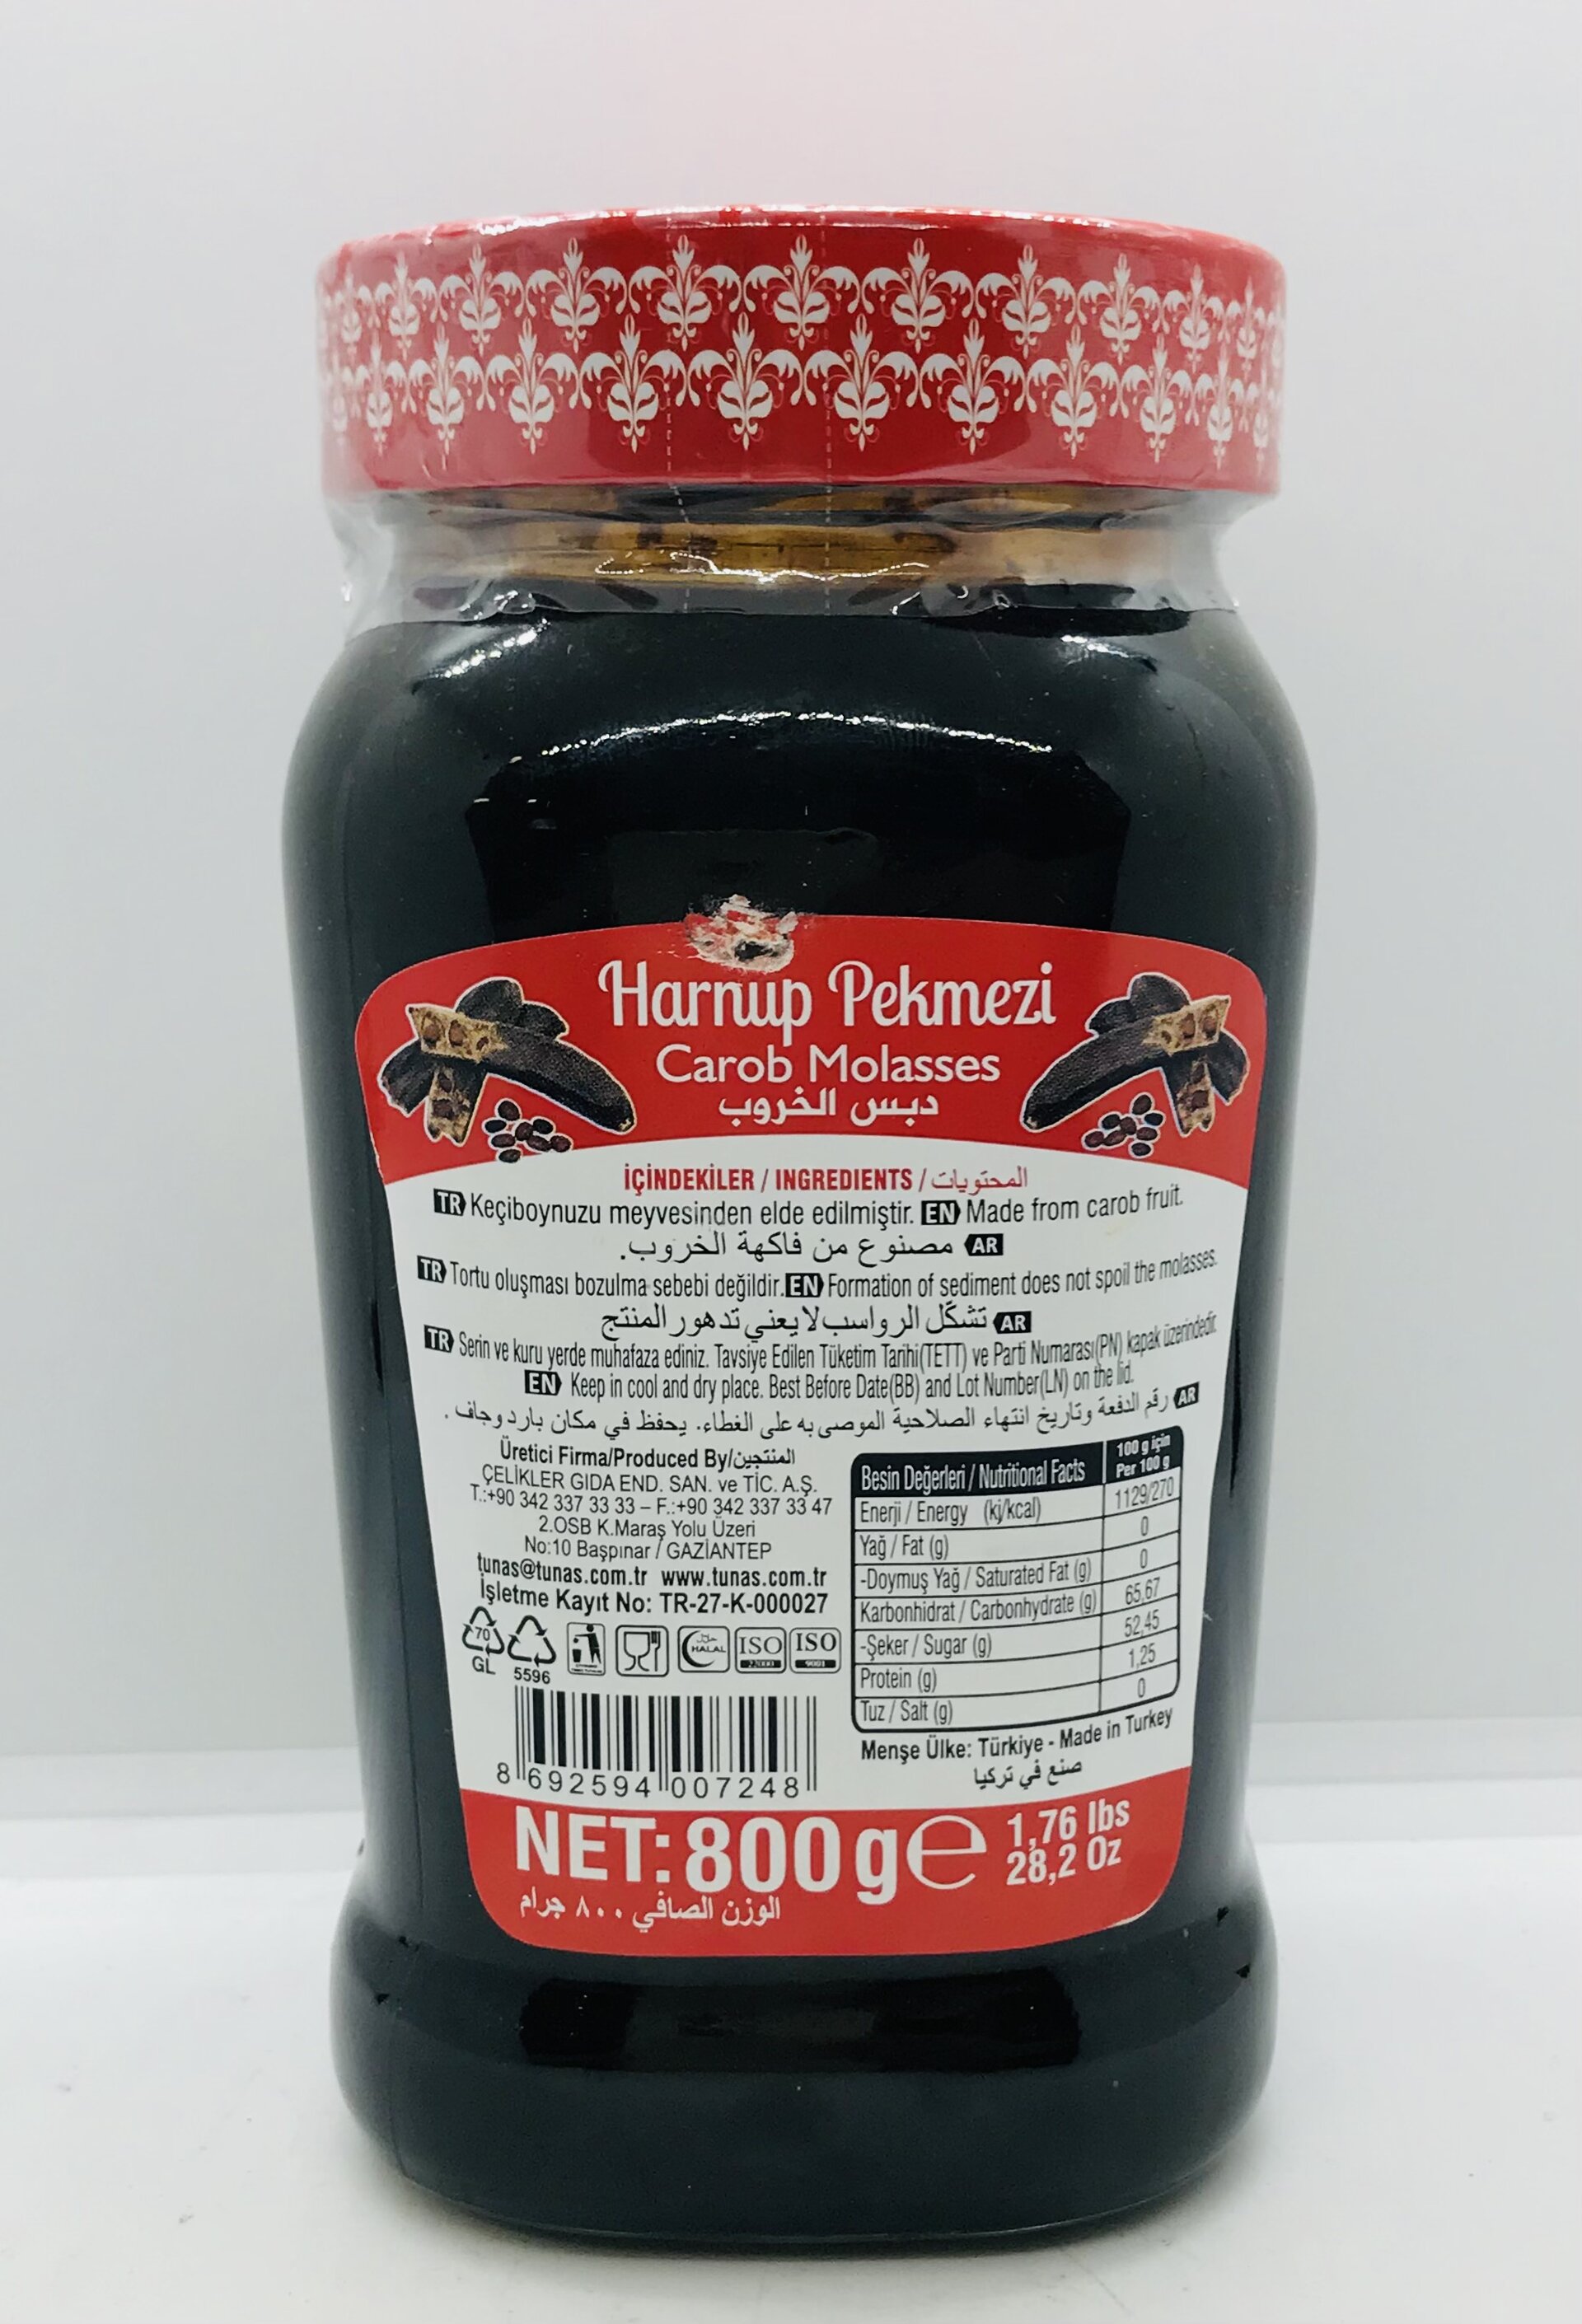 Harnup Pekmezi
Carob Molasses
دبس الخروب
İÇİNDEKİLER / INGREDIENTS / المحتويات
TR Keçiboynuzu meyvesinden elde edilmiştir. EN Made from carob fruit.
AR مصنوع من فاكهة الخروب.
TR Tortu oluşması bozulma sebebi değildir. EN Formation of sediment does not spoil the molasses.
AR تشكّل الرواسب لا يعني تدهور المنتج
TR Serin ve kuru yerde muhafaza ediniz. Tavsiye Edilen Tüketim Tarihi(TETT) ve Parti Numarası(PN) kapak üzerindedir.
EN Keep in cool and dry place. Best Before Date(BB) and Lot Number(LN) on the lid.
AR رقم الدفعة وتاريخ انتهاء الصلاحية الموصى به على الغطاء. يحفظ في مكان بارد وجاف.
Üretici Firma/Produced By/المنتجين
ÇELİKLER GIDA END. SAN. ve TİC. A.Ş.
T.:+90 342 337 33 33 – F.:+90 342 337 33 47
2.OSB K.Maraş Yolu Üzeri
No:10 Başpınar / GAZİANTEP
tunas@tunas.com.tr www.tunas.com.tr
İşletme Kayıt No: TR-27-K-000027
70
GL
5596
حلال
HALAL
ISO
22000
ISO
9001
8 692594 007248
Besin Değerleri / Nutritional Facts 100 g için
Per 100 g
Enerji / Energy (kj/kcal) 1129/270
Yağ / Fat (g) 0
-Doymuş Yağ / Saturated Fat (g) 0
Karbonhidrat / Carbonhydrate (g) 65,67
-Şeker / Sugar (g) 52,45
Protein (g) 1,25
Tuz / Salt (g) 0
Menşe Ülke: Türkiye - Made in Turkey
صنع في تركيا
NET: 800 g e 1,76 lbs
28,2 Oz
الوزن الصافي ٨٠٠ جرام